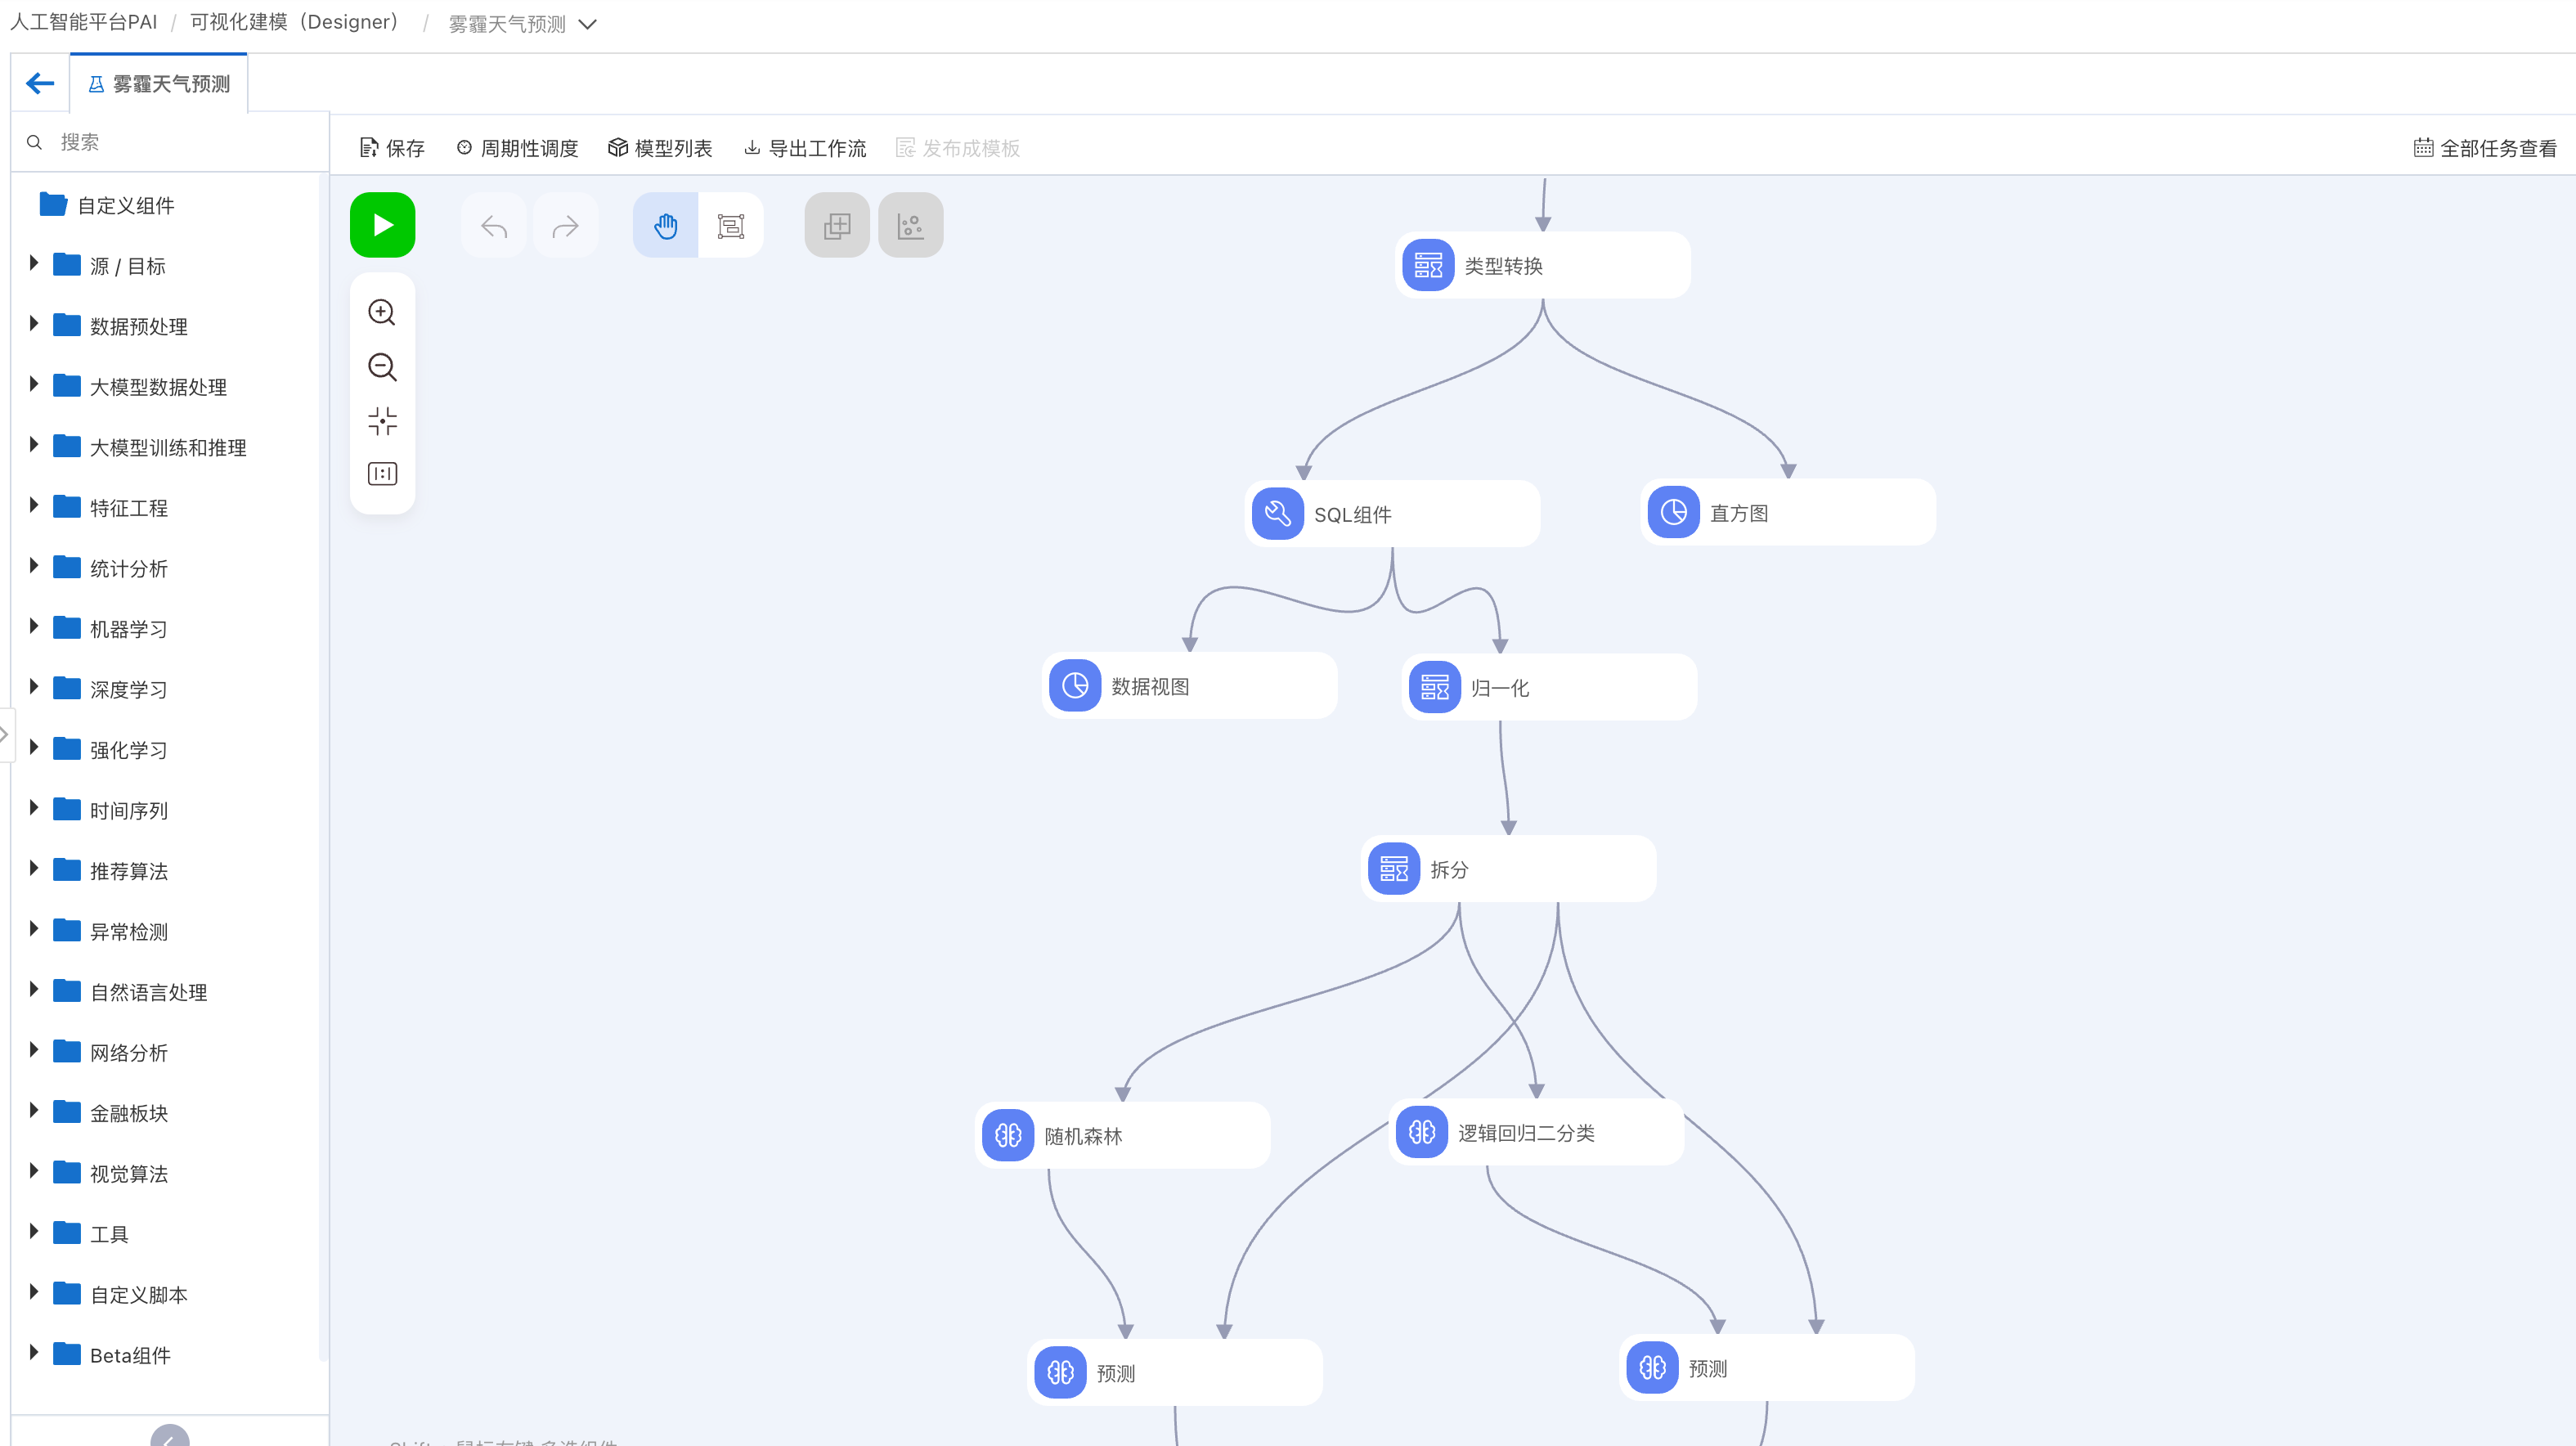 人工智能平台PAI / 可视化建模（Designer） / 雾霾天气预测
雾霾天气预测
搜索
保存 周期性调度 模型列表 导出工作流 发布成模板 全部任务查看
自定义组件
源 / 目标
数据预处理
大模型数据处理
大模型训练和推理
特征工程
统计分析
机器学习
深度学习
强化学习
时间序列
推荐算法
异常检测
自然语言处理
网络分析
金融板块
视觉算法
工具
自定义脚本
Beta组件
类型转换
SQL组件
直方图
数据视图
归一化
拆分
随机森林
逻辑回归二分类
预测
预测